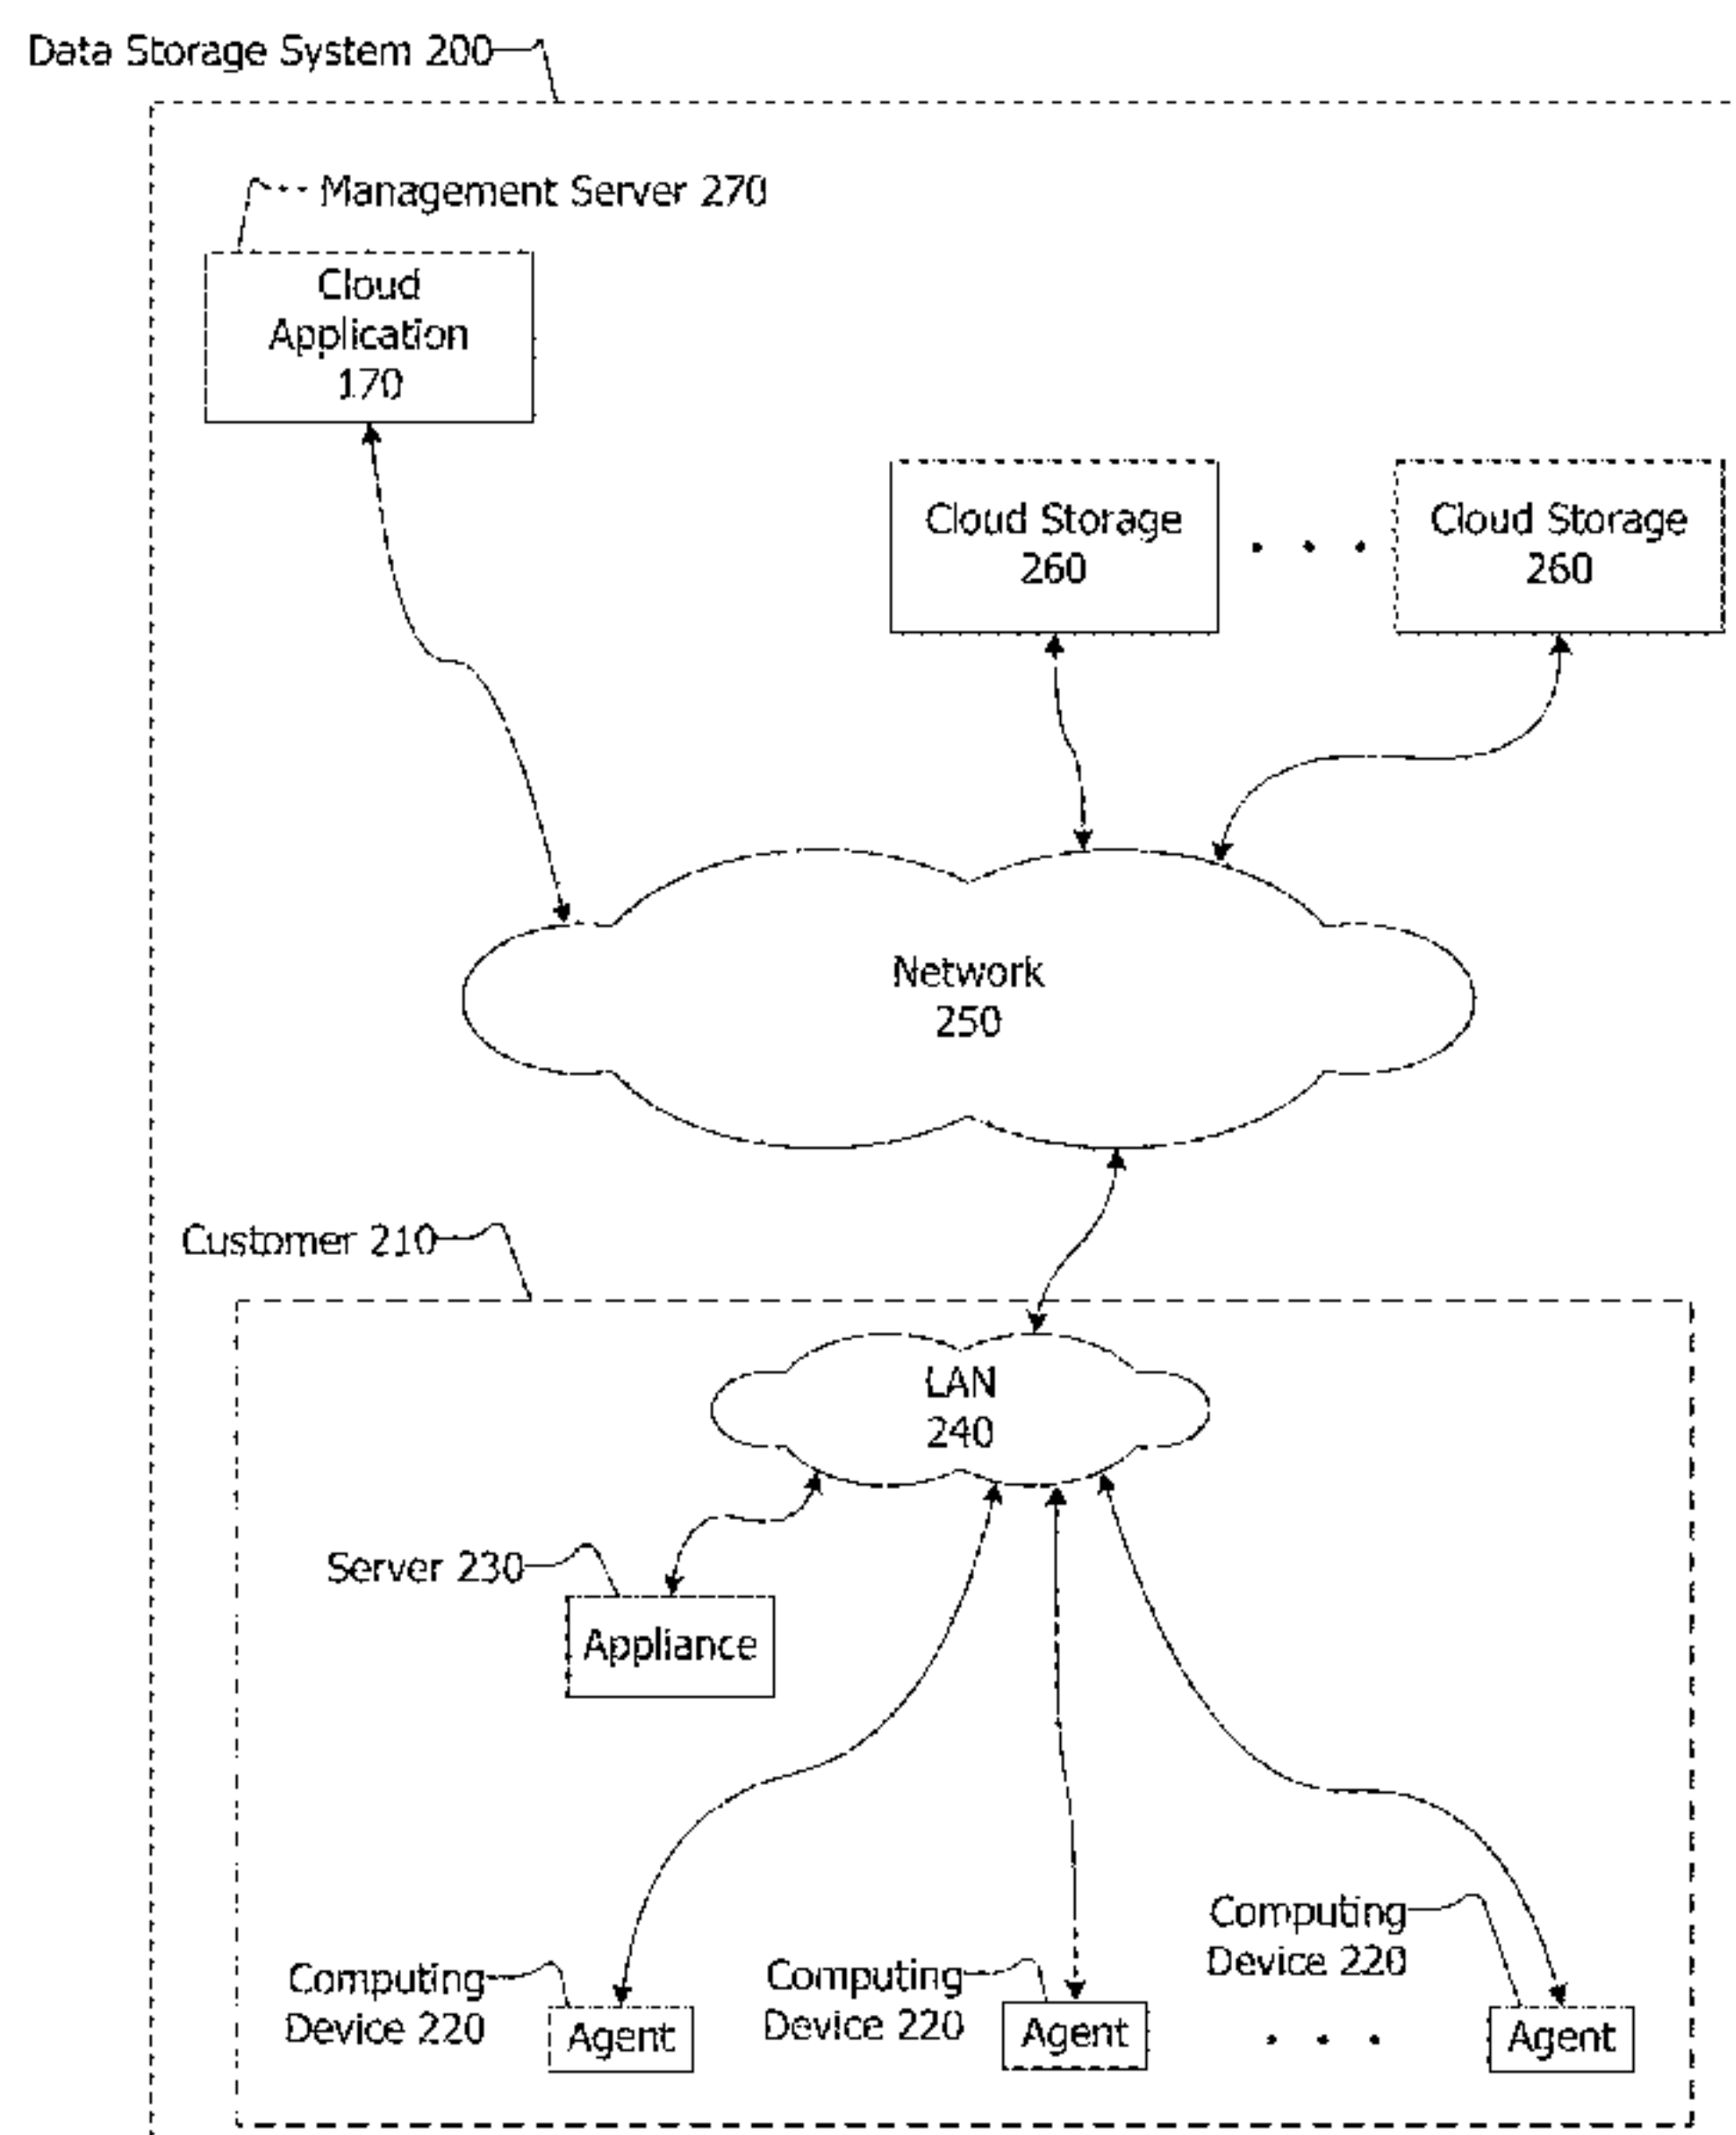 Data Storage System 200
Management Server 270
Cloud
Application
170
Cloud Storage
260
Cloud Storage
260
Network
250
Customer 210
LAN
240
Server 230
Appliance
Computing
Device 220
Agent
Computing
Device 220
Agent
Computing
Device 220
Agent